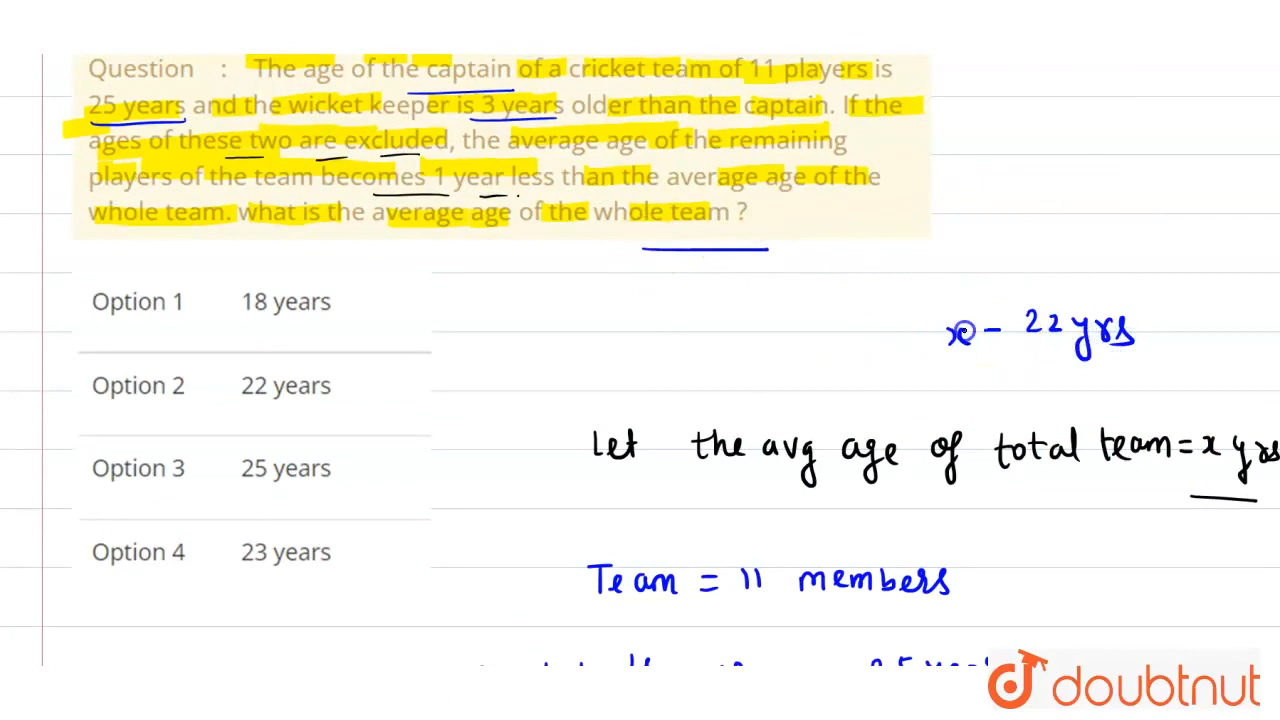 Question : The age of the captain of a cricket team of 11 players is
25 years and the wicket keeper is 3 years older than the captain. If the
ages of these two are excluded, the average age of the remaining
players of the team becomes 1 year less than the average age of the
whole team. what is the average age of the whole team ?
Option 1 18 years
x - 22 yrs
Option 2 22 years
Let the avg age of total team = x yrs
Option 3 25 years
Option 4 23 years
Team = 11 members
doubtnut